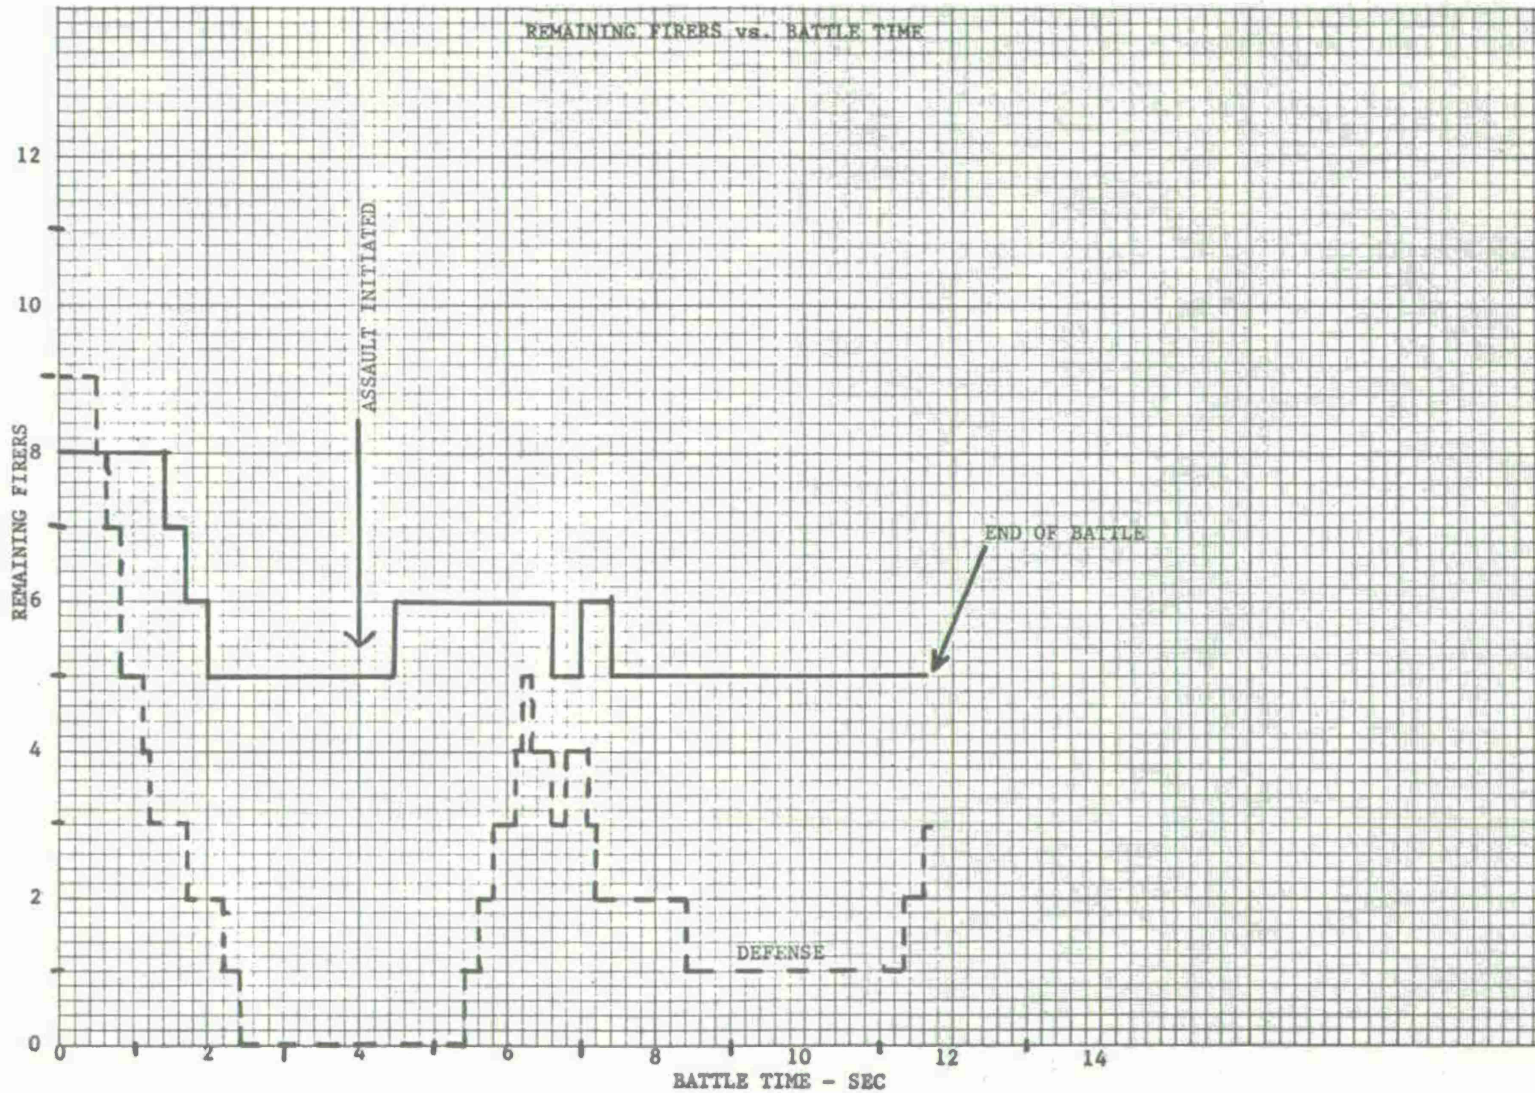 REMAINING FIRERS vs. BATTLE TIME
12
10
8
6
4
2
0
REMAINING FIRERS
ASSAULT INITIATED
END OF BATTLE
DEFENSE
0 2 4 6 8 10 12 14
BATTLE TIME - SEC